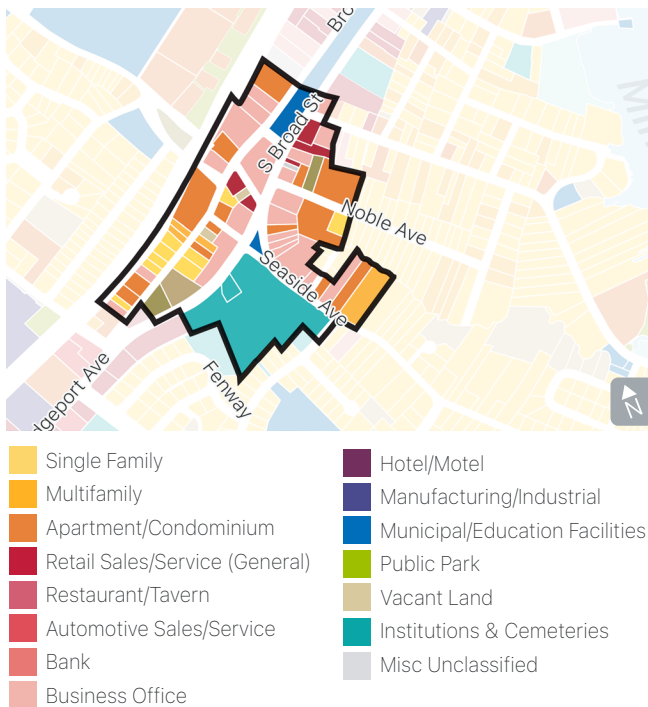 Bro
S Broad St
Noble Ave
Seaside Ave
Fenway
dgeport Ave
N
Single Family
Multifamily
Apartment/Condominium
Retail Sales/Service (General)
Restaurant/Tavern
Automotive Sales/Service
Bank
Business Office
Hotel/Motel
Manufacturing/Industrial
Municipal/Education Facilities
Public Park
Vacant Land
Institutions & Cemeteries
Misc Unclassified